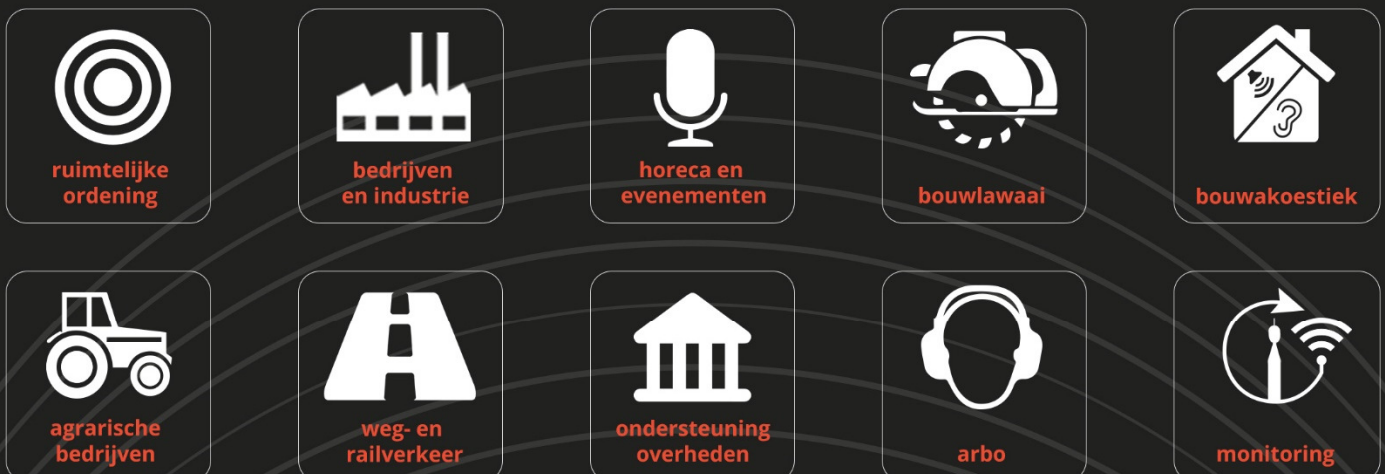 ruimtelijke
ordening
bedrijven
en industrie
horeca en
evenementen
bouwlawaai
bouwakoestiek
agrarische
bedrijven
weg- en
railverkeer
ondersteuning
overheden
arbo
monitoring